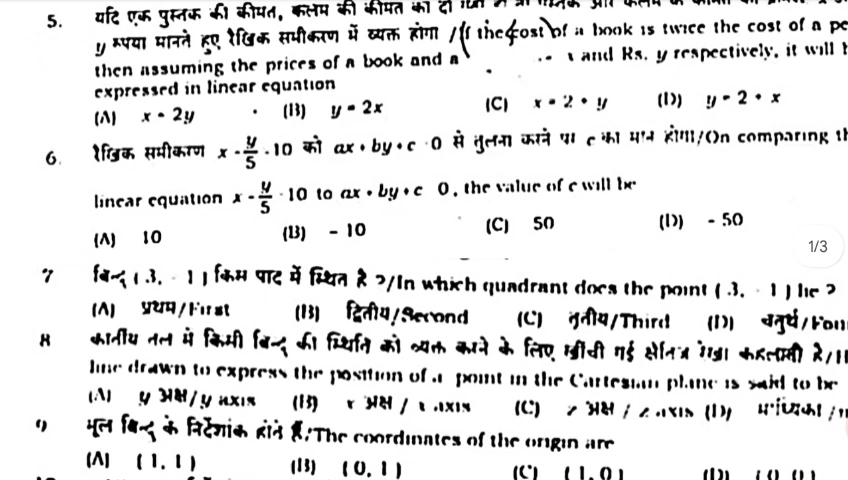 5. यदि एक पुस्तक की कीमत, कलम की कीमत का दो
y रुपया मानते हुए रैखिक समीकरण में व्यक्त होगा / If the cost of a book is twice the cost of a pe
then assuming the prices of a book and a x and Rs. y respectively, it will b
expressed in linear equation
(A) x = 2y (B) y = 2x (C) x = 2 + y (D) y = 2 + x
6. रैखिक समीकरण x - y/5 = 10 को ax + by + c = 0 से तुलना करने पर c का मान होगा/On comparing th
linear equation x - y/5 = 10 to ax + by + c = 0, the value of c will be
(A) 10 (B) - 10 (C) 50 (D) - 50
1/3
7 बिन्दु किस पाद में स्थित है ?/In which quadrant does the point lie ?
(A) प्रथम/First (B) द्वितीय/Second (C) तृतीय/Third (D) चतुर्थ/Fou
8 कार्तीय तल में किसी बिन्दु की स्थिति को व्यक्त करने के लिए खींची गई क्षैतिज रेखा कहलाती है/
line drawn to express the position of a point in the Cartesian plane is said to be
(A) y अक्ष/y axis (B) x अक्ष / x axis (C) z अक्ष / z axis (D)
9 मूल बिन्दु के निर्देशांक होते हैं/The coordinates of the origin are
(A) (1, 1) (B) (0, 1) (C) (1, 0) (D) (0, 0)